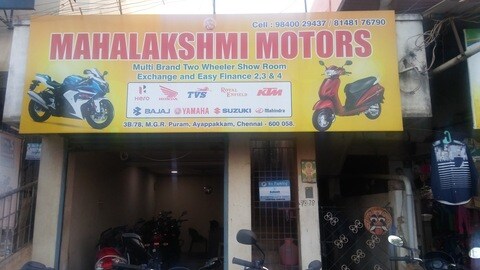 Cell : 98400 29437 / 81481 76790
MAHALAKSHMI MOTORS
Multi Brand Two Wheeler Show Room
Exchange and Easy Finance 2,3 & 4
Hero HONDA TVS ROYAL ENFIELD KTM
BAJAJ YAMAHA SUZUKI Mahindra
3B/76, M.G.R. Puram, Ayappakkam, Chennai - 600 058